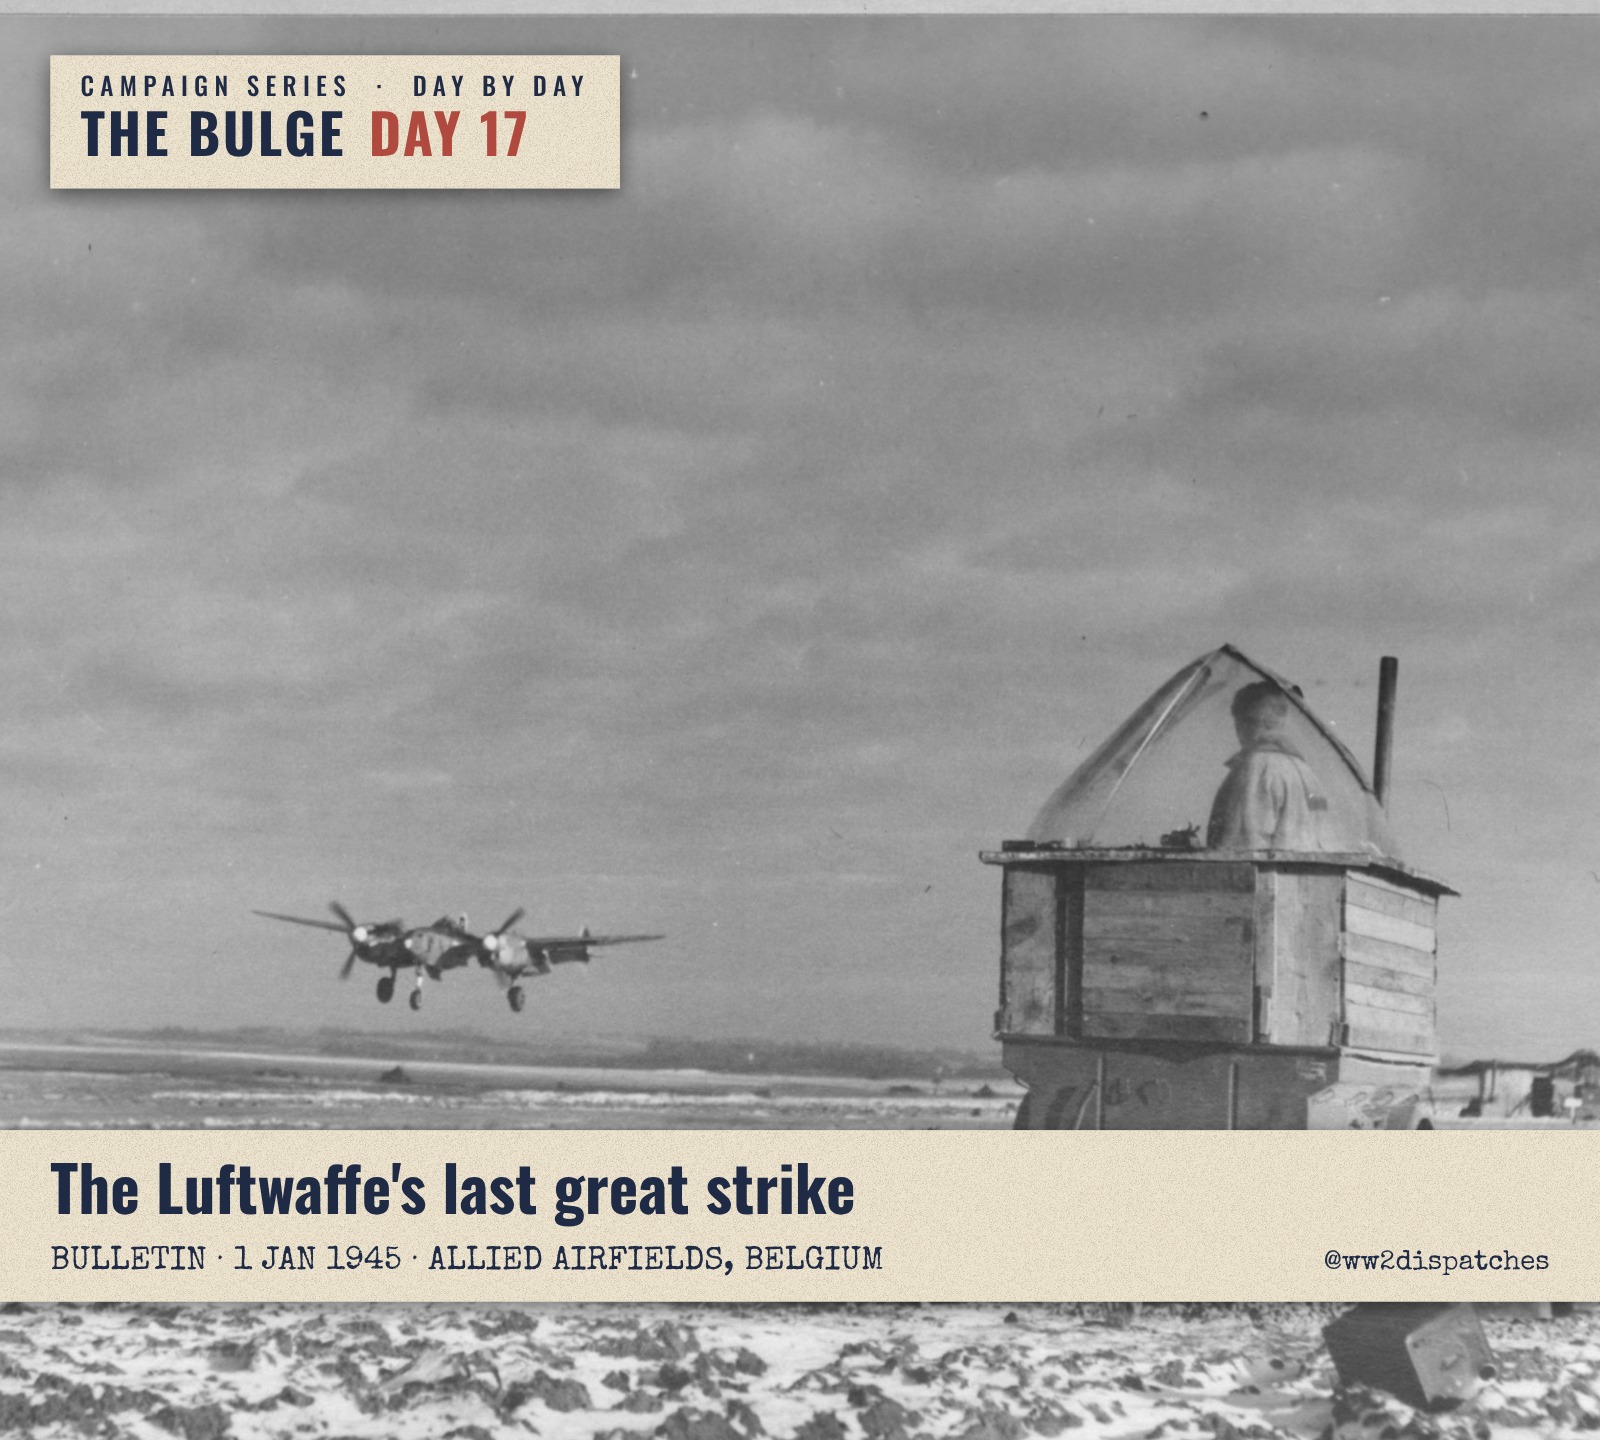 CAMPAIGN SERIES · DAY BY DAY
THE BULGE DAY 17
The Luftwaffe's last great strike
BULLETIN · 1 JAN 1945 · ALLIED AIRFIELDS, BELGIUM
@ww2dispatches